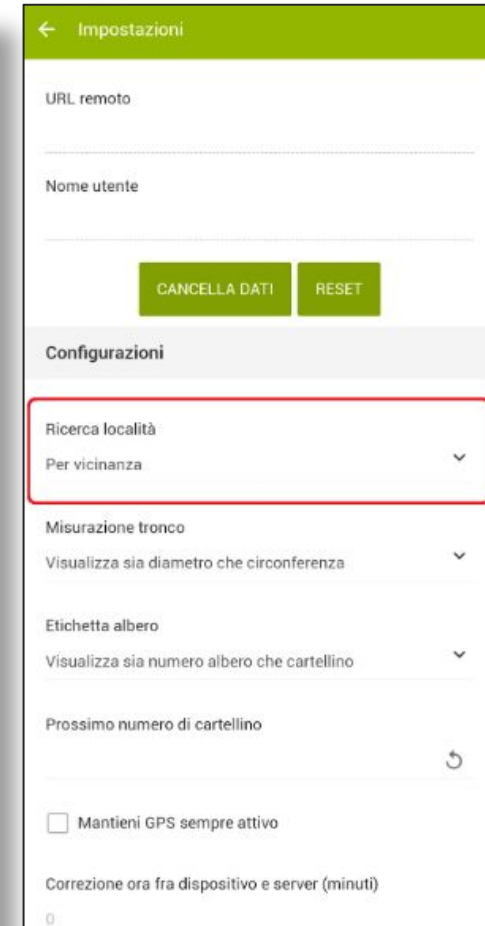 Impostazioni
URL remoto
Nome utente
CANCELLA DATI RESET
Configurazioni
Ricerca località
Per vicinanza
Misurazione tronco
Visualizza sia diametro che circonferenza
Etichetta albero
Visualizza sia numero albero che cartellino
Prossimo numero di cartellino
Mantieni GPS sempre attivo
Correzione ora fra dispositivo e server (minuti)
0